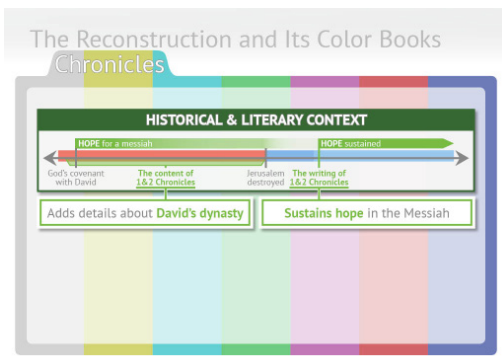 The Reconstruction and Its Color Books
Chronicles
HISTORICAL & LITERARY CONTEXT
HOPE for a messiah
HOPE sustained
God's covenant
with David
The content of
1&2 Chronicles
Jerusalem
destroyed
The writing of
1&2 Chronicles
Adds details about David's dynasty
Sustains hope in the Messiah